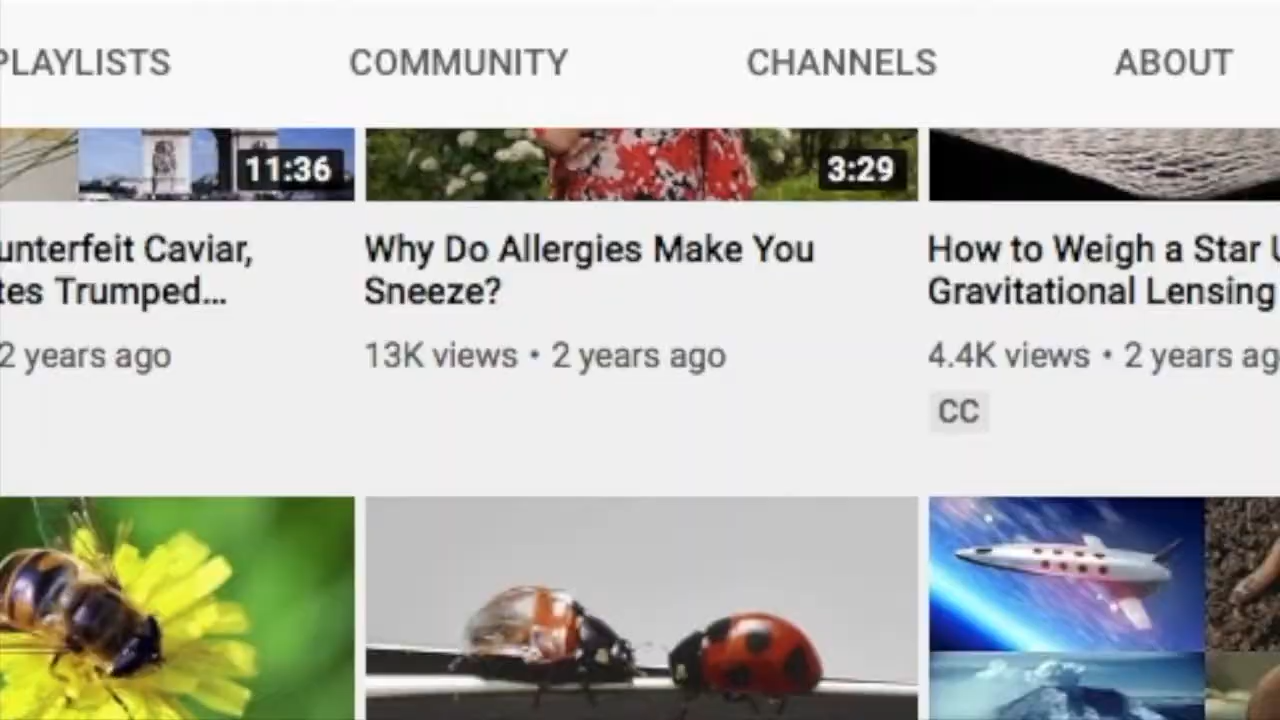 PLAYLISTS COMMUNITY CHANNELS ABOUT
11:36
3:29
unterfeit Caviar,
tes Trumped...
2 years ago
Why Do Allergies Make You
Sneeze?
13K views • 2 years ago
How to Weigh a Star U
Gravitational Lensing
4.4K views • 2 years ag
CC